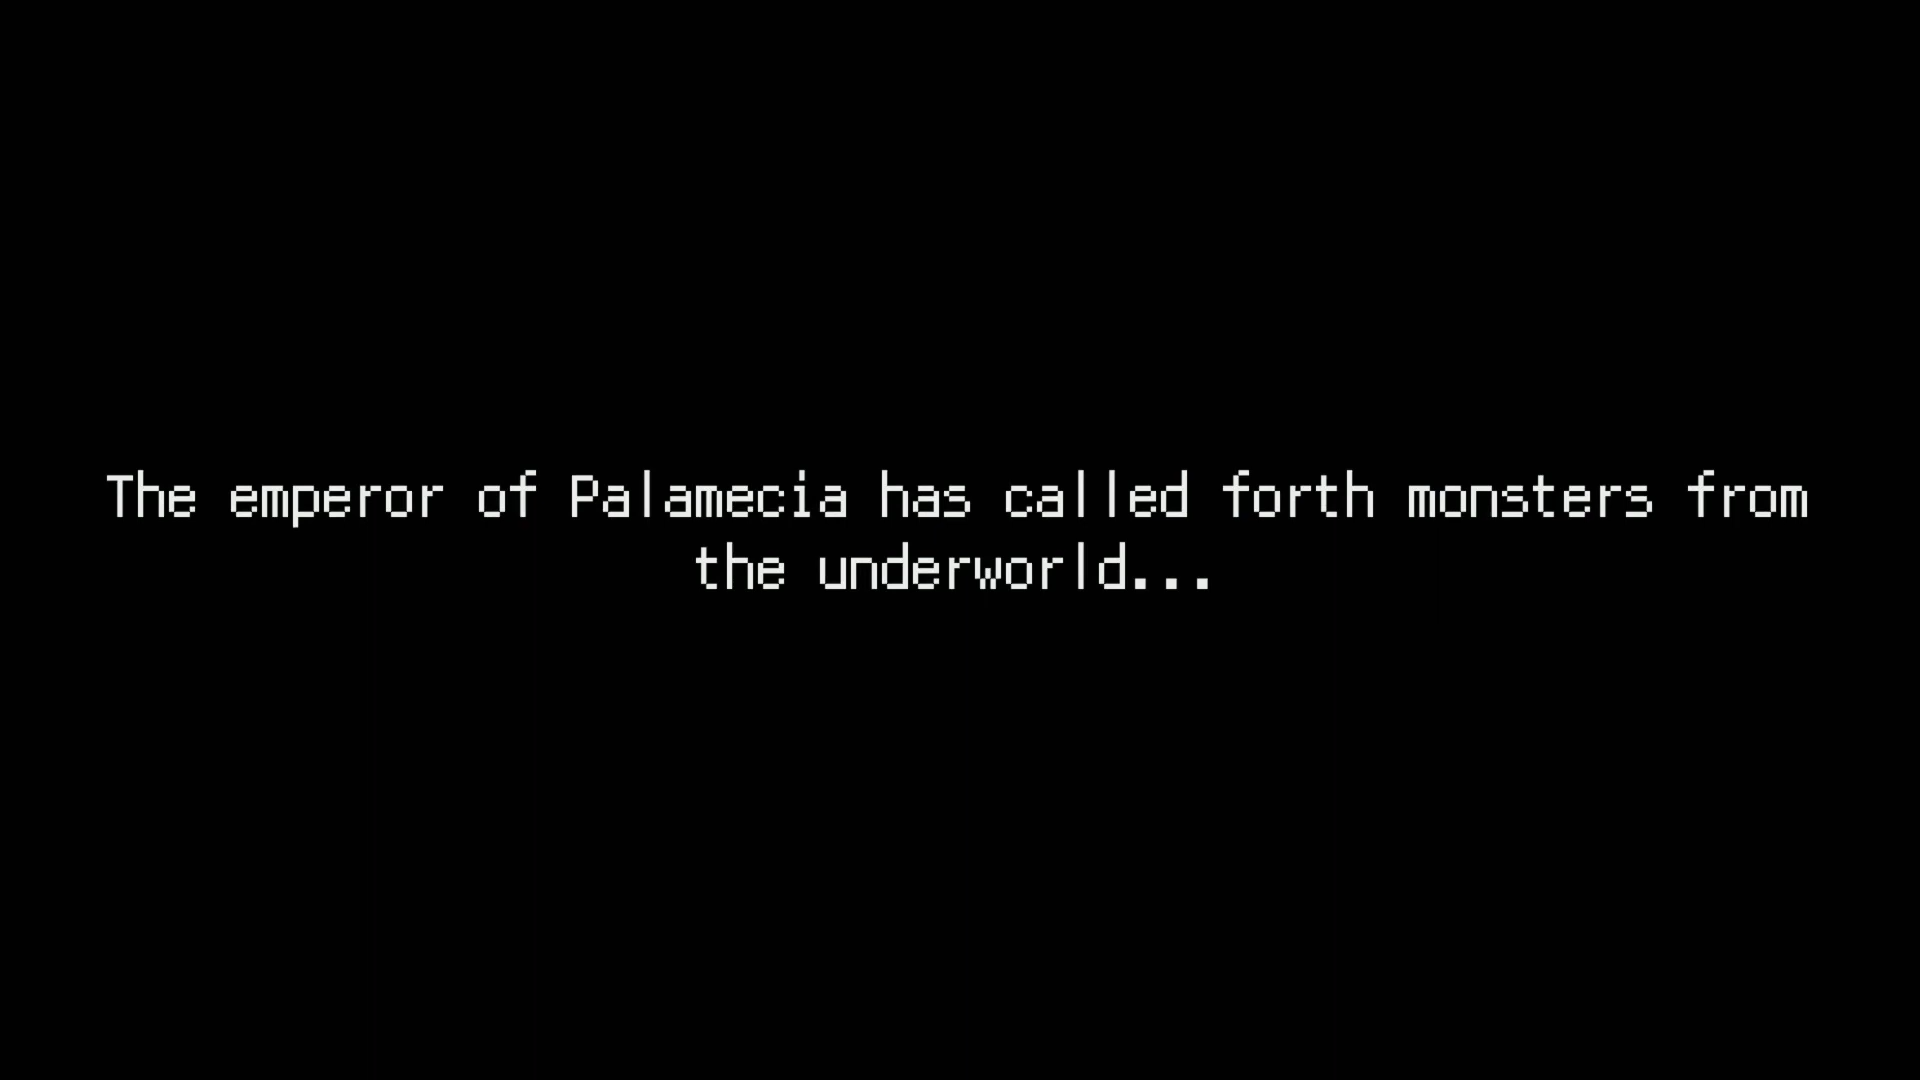 The emperor of Palamecia has called forth monsters from
the underworld...